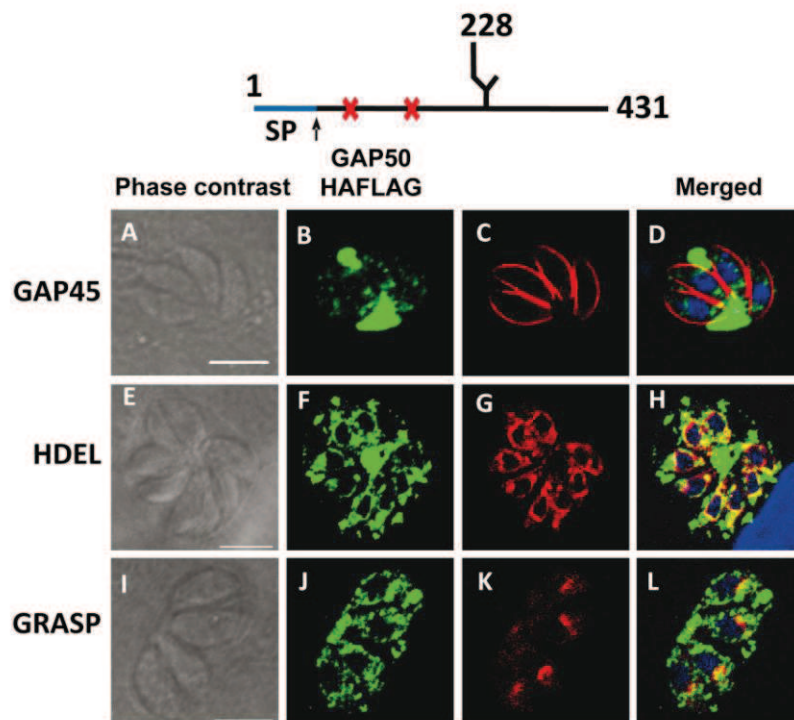 228
1
431
SP
GAP50
Phase contrast HAFLAG Merged
A B C D
GAP45
E F G H
HDEL
I J K L
GRASP